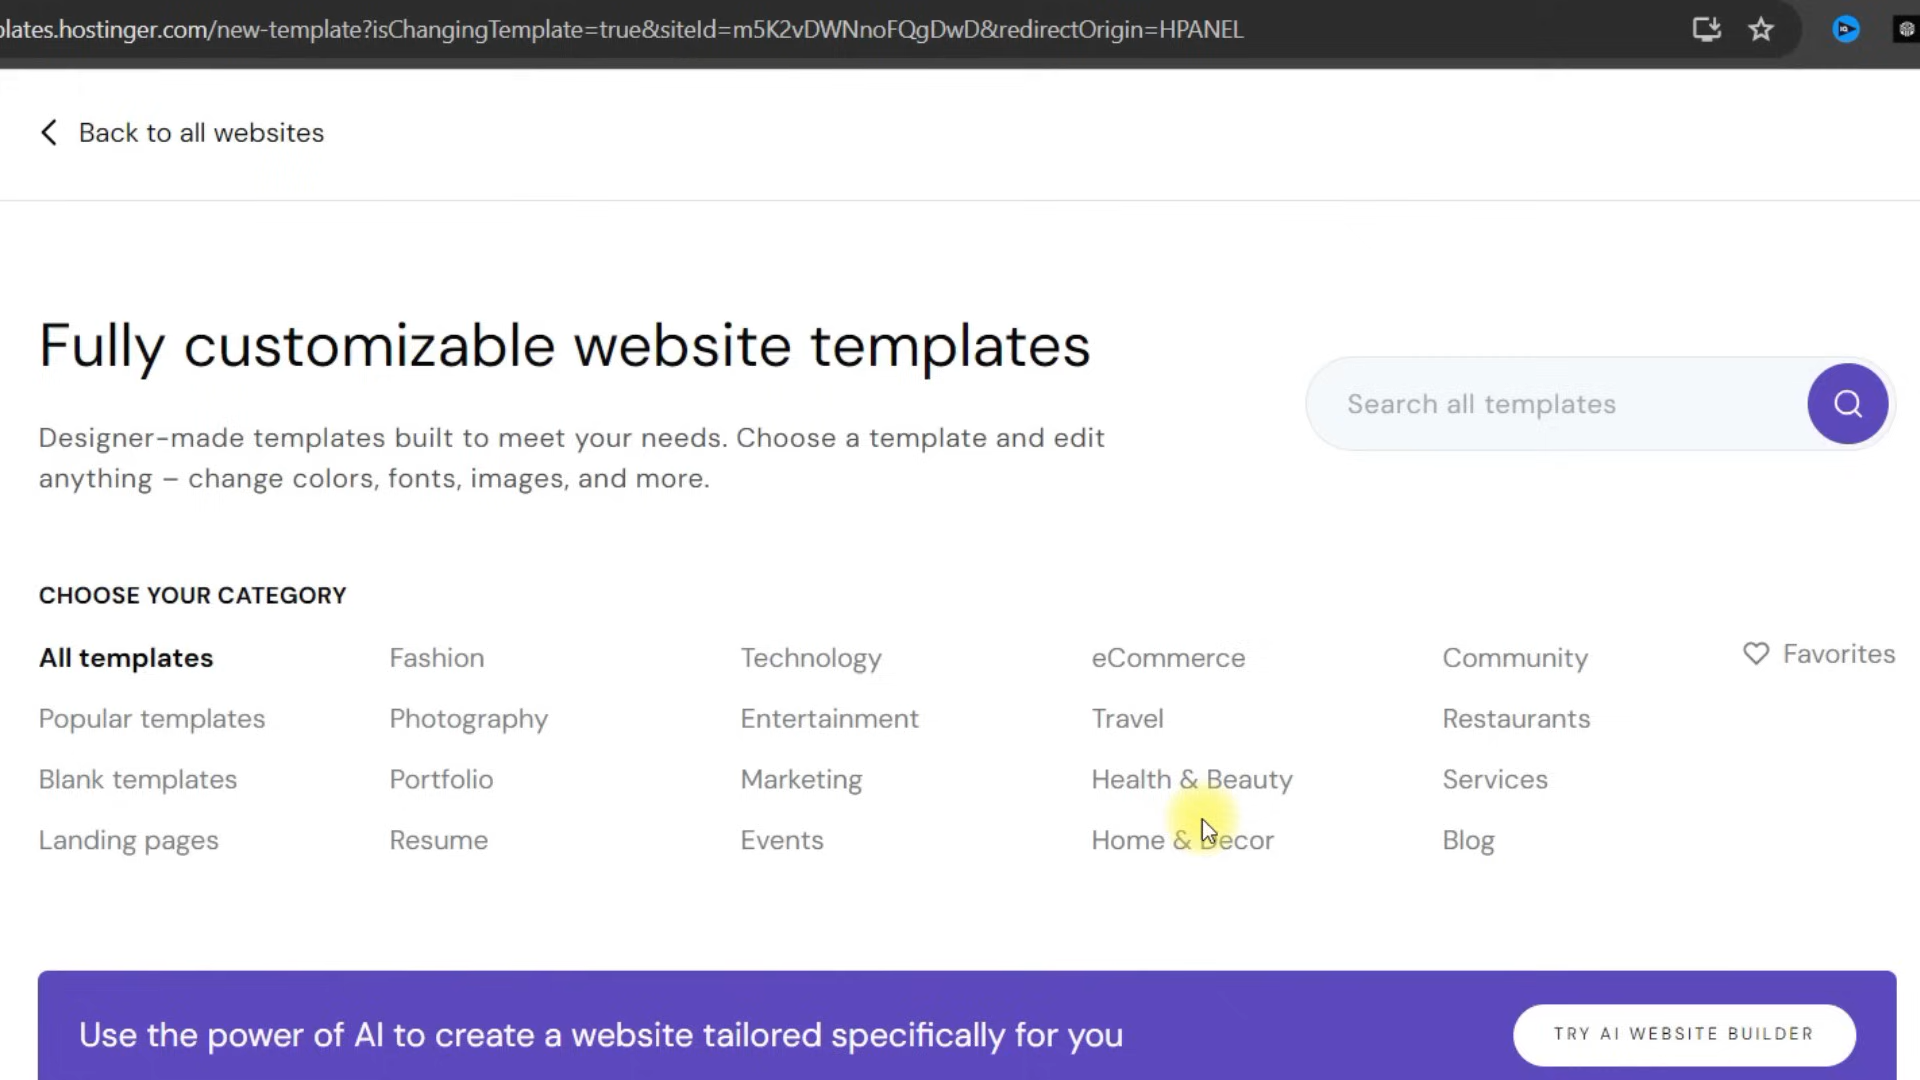 plates.hostinger.com/new-template?isChangingTemplate=true&siteId=m5K2vDWNnoFQgDwD&redirectOrigin=HPANEL
Back to all websites
Fully customizable website templates
Search all templates
Designer-made templates built to meet your needs. Choose a template and edit
anything – change colors, fonts, images, and more.
CHOOSE YOUR CATEGORY
All templates Fashion Technology eCommerce Community Favorites
Popular templates Photography Entertainment Travel Restaurants
Blank templates Portfolio Marketing Health & Beauty Services
Landing pages Resume Events Home & Decor Blog
Use the power of AI to create a website tailored specifically for you
TRY AI WEBSITE BUILDER